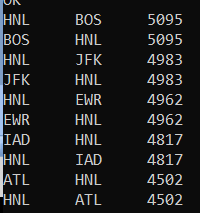 OK
HNL BOS 5095
BOS HNL 5095
HNL JFK 4983
JFK HNL 4983
HNL EWR 4962
EWR HNL 4962
IAD HNL 4817
HNL IAD 4817
ATL HNL 4502
HNL ATL 4502